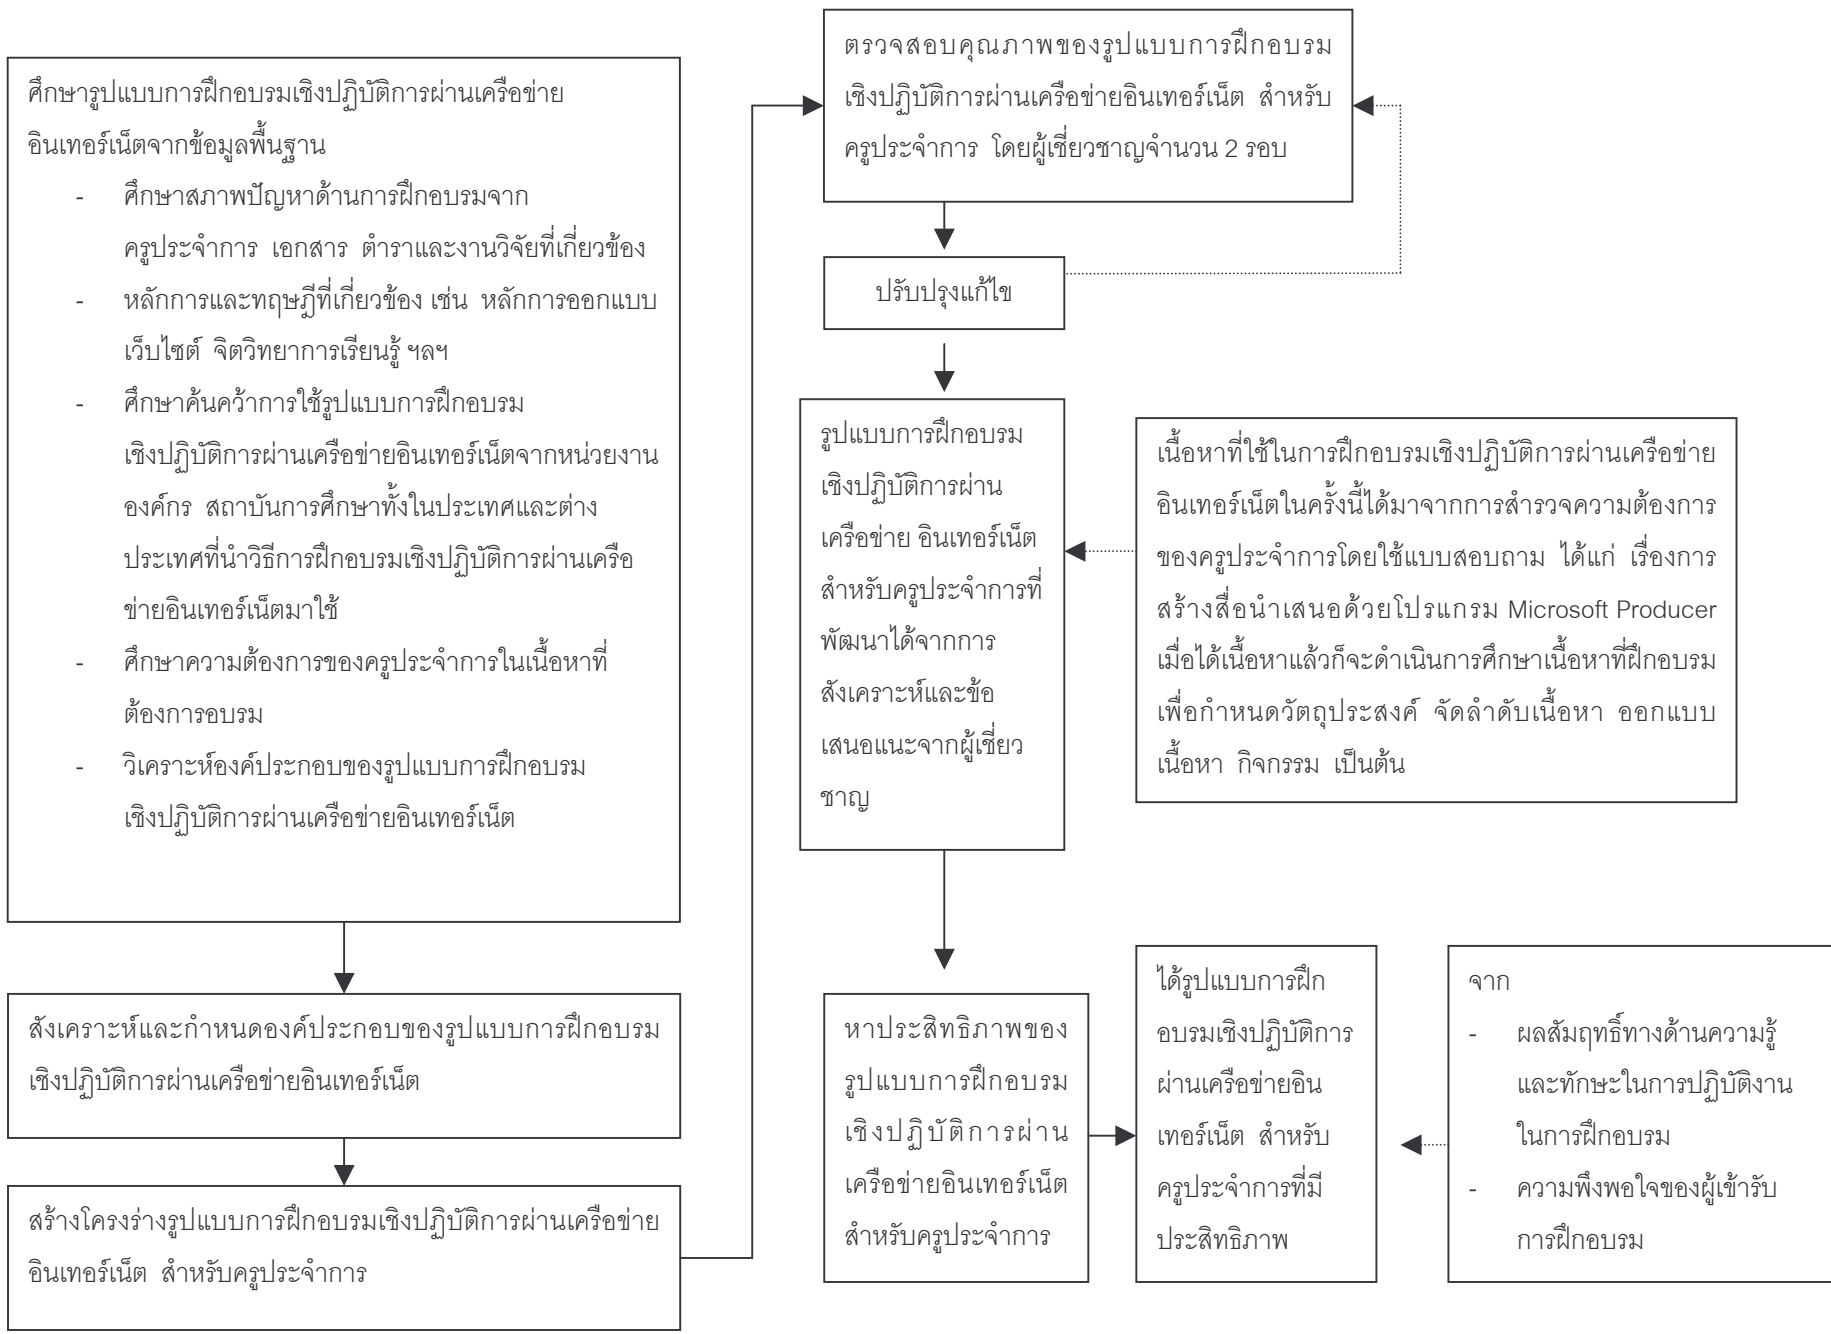 ศึกษารูปแบบการฝึกอบรมเชิงปฏิบัติการผ่านเครือข่าย
อินเทอร์เน็ตจากข้อมูลพื้นฐาน
- ศึกษาสภาพปัญหาด้านการฝึกอบรมจาก
ครูประจำการ เอกสาร ตำราและงานวิจัยที่เกี่ยวข้อง
- หลักการและทฤษฎีที่เกี่ยวข้อง เช่น หลักการออกแบบ
เว็บไซต์ จิตวิทยาการเรียนรู้ ฯลฯ
- ศึกษาค้นคว้าการใช้รูปแบบการฝึกอบรม
เชิงปฏิบัติการผ่านเครือข่ายอินเทอร์เน็ตจากหน่วยงาน
องค์กร สถาบันการศึกษาทั้งในประเทศและต่าง
ประเทศที่นำวิธีการฝึกอบรมเชิงปฏิบัติการผ่านเครือ
ข่ายอินเทอร์เน็ตมาใช้
- ศึกษาความต้องการของครูประจำการในเนื้อหาที่
ต้องการอบรม
- วิเคราะห์องค์ประกอบของรูปแบบการฝึกอบรม
เชิงปฏิบัติการผ่านเครือข่ายอินเทอร์เน็ต
สังเคราะห์และกำหนดองค์ประกอบของรูปแบบการฝึกอบรม
เชิงปฏิบัติการผ่านเครือข่ายอินเทอร์เน็ต
สร้างโครงร่างรูปแบบการฝึกอบรมเชิงปฏิบัติการผ่านเครือข่าย
อินเทอร์เน็ต สำหรับครูประจำการ
ตรวจสอบคุณภาพของรูปแบบการฝึกอบรม
เชิงปฏิบัติการผ่านเครือข่ายอินเทอร์เน็ต สำหรับ
ครูประจำการ โดยผู้เชี่ยวชาญจำนวน 2 รอบ
ปรับปรุงแก้ไข
รูปแบบการฝึกอบรม
เชิงปฏิบัติการผ่าน
เครือข่าย อินเทอร์เน็ต
สำหรับครูประจำการที่
พัฒนาได้จากการ
สังเคราะห์และข้อ
เสนอแนะจากผู้เชี่ยว
ชาญ
เนื้อหาที่ใช้ในการฝึกอบรมเชิงปฏิบัติการผ่านเครือข่าย
อินเทอร์เน็ตในครั้งนี้ได้มาจากการสำรวจความต้องการ
ของครูประจำการโดยใช้แบบสอบถาม ได้แก่ เรื่องการ
สร้างสื่อนำเสนอด้วยโปรแกรม Microsoft Producer
เมื่อได้เนื้อหาแล้วก็จะดำเนินการศึกษาเนื้อหาที่ฝึกอบรม
เพื่อกำหนดวัตถุประสงค์ จัดลำดับเนื้อหา ออกแบบ
เนื้อหา กิจกรรม เป็นต้น
หาประสิทธิภาพของ
รูปแบบการฝึกอบรม
เชิงปฏิบัติการผ่าน
เครือข่ายอินเทอร์เน็ต
สำหรับครูประจำการ
ได้รูปแบบการฝึก
อบรมเชิงปฏิบัติการ
ผ่านเครือข่ายอิน
เทอร์เน็ต สำหรับ
ครูประจำการที่มี
ประสิทธิภาพ
จาก
- ผลสัมฤทธิ์ทางด้านความรู้
และทักษะในการปฏิบัติงาน
ในการฝึกอบรม
- ความพึงพอใจของผู้เข้ารับ
การฝึกอบรม